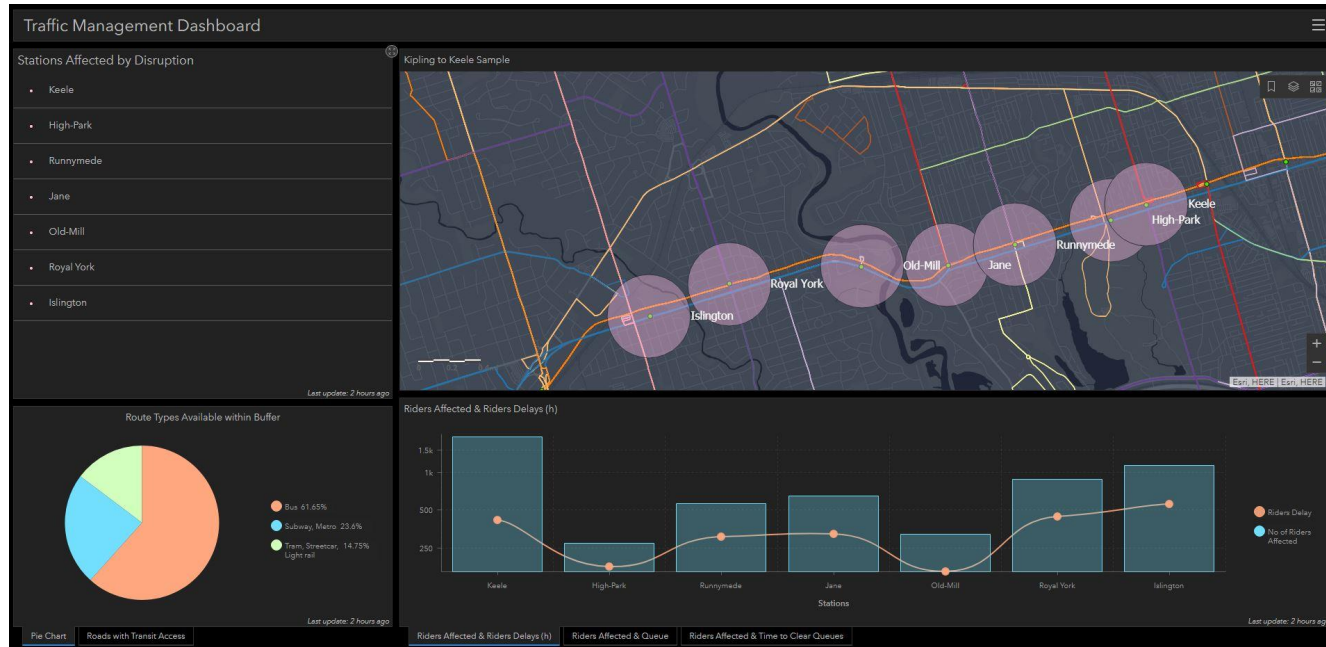 Traffic Management Dashboard
Stations Affected by Disruption
Keele
High-Park
Runnymede
Jane
Old-Mill
Royal York
Islington
Last update: 2 hours ago
Kipling to Keele Sample
Keele
High-Park
Runnymede
Jane
Old-Mill
Royal York
Islington
0.2
+
−
Esri, HERE | Esri, HERE
Route Types Available within Buffer
Bus 61.65%
Subway, Metro 23.6%
Tram, Streetcar, 14.75%
Light rail
Last update: 2 hours ago
Pie Chart
Roads with Transit Access
Riders Affected & Riders Delays (h)
1.5k
1k
500
250
Keele
High-Park
Runnymede
Jane
Old-Mill
Royal York
Islington
Stations
Riders Delay
No of Riders
Affected
Last update: 2 hours ag
Riders Affected & Riders Delays (h)
Riders Affected & Queue
Riders Affected & Time to Clear Queues